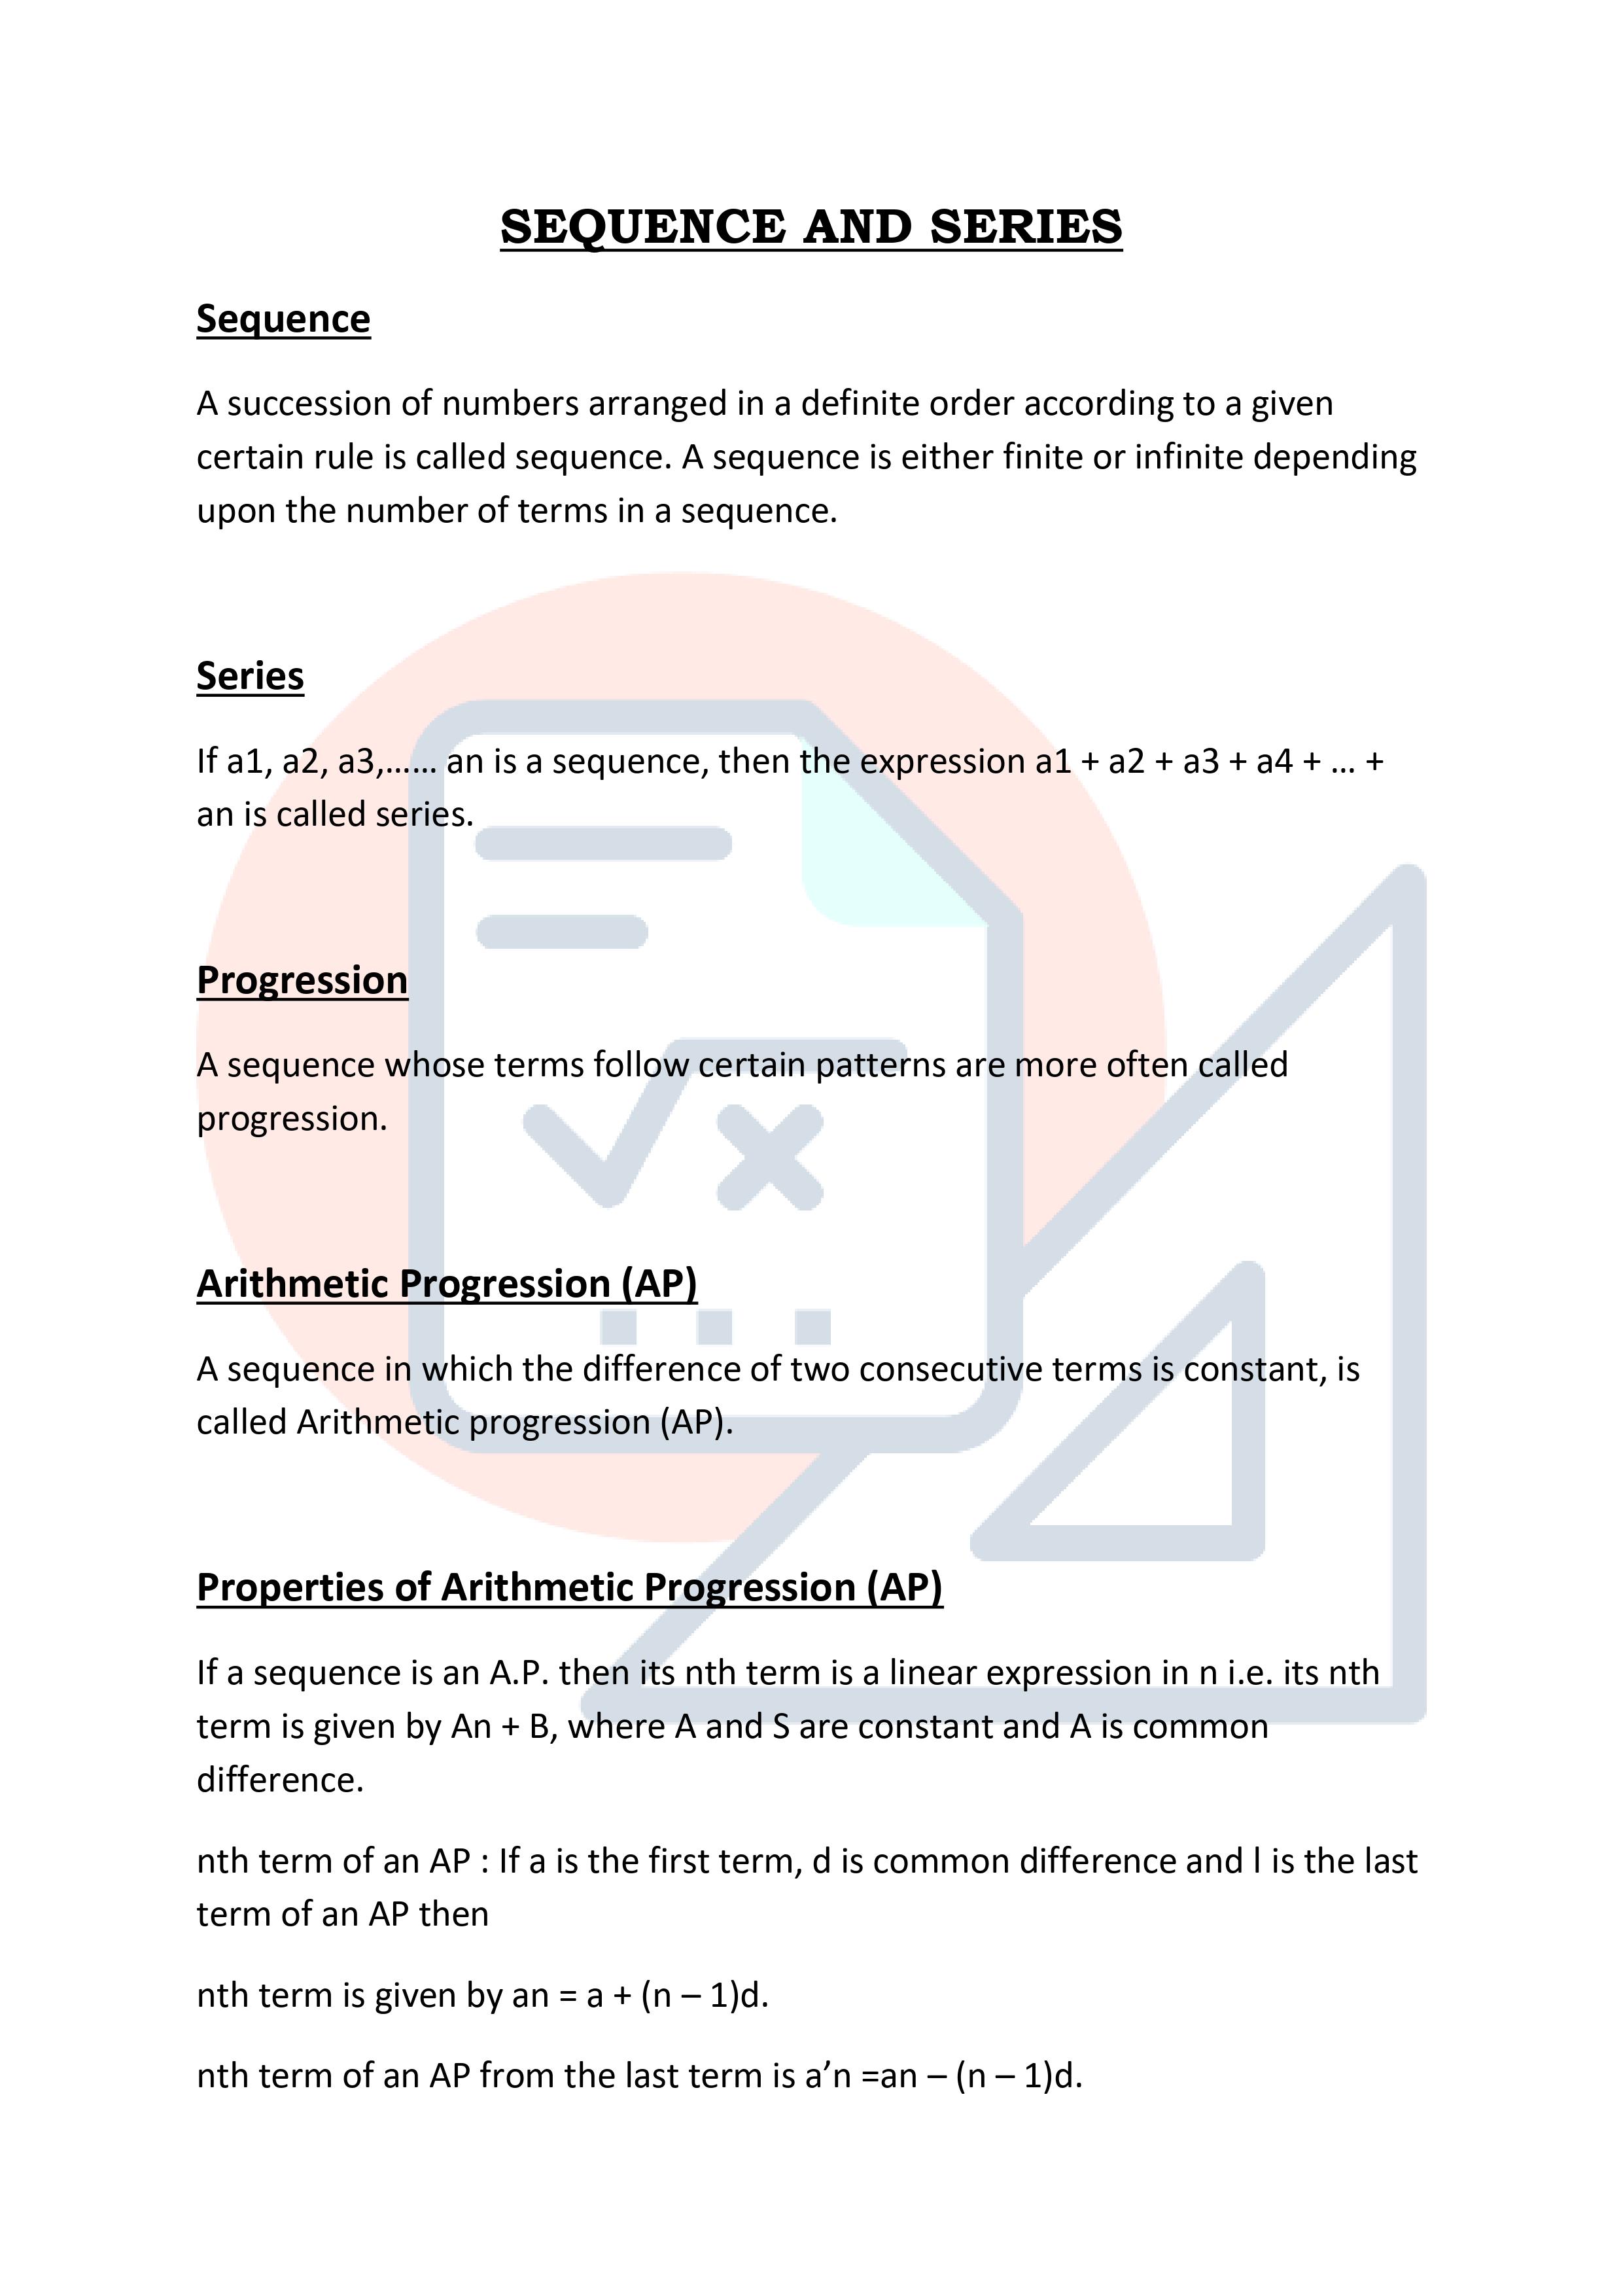 SEQUENCE AND SERIES
Sequence
A succession of numbers arranged in a definite order according to a given
certain rule is called sequence. A sequence is either finite or infinite depending
upon the number of terms in a sequence.
Series
If a1, a2, a3,…… an is a sequence, then the expression a1 + a2 + a3 + a4 + … +
an is called series.
Progression
A sequence whose terms follow certain patterns are more often called
progression.
Arithmetic Progression (AP)
A sequence in which the difference of two consecutive terms is constant, is
called Arithmetic progression (AP).
Properties of Arithmetic Progression (AP)
If a sequence is an A.P. then its nth term is a linear expression in n i.e. its nth
term is given by An + B, where A and S are constant and A is common
difference.
nth term of an AP : If a is the first term, d is common difference and l is the last
term of an AP then
nth term is given by an = a + (n – 1)d.
nth term of an AP from the last term is a’n =an – (n – 1)d.